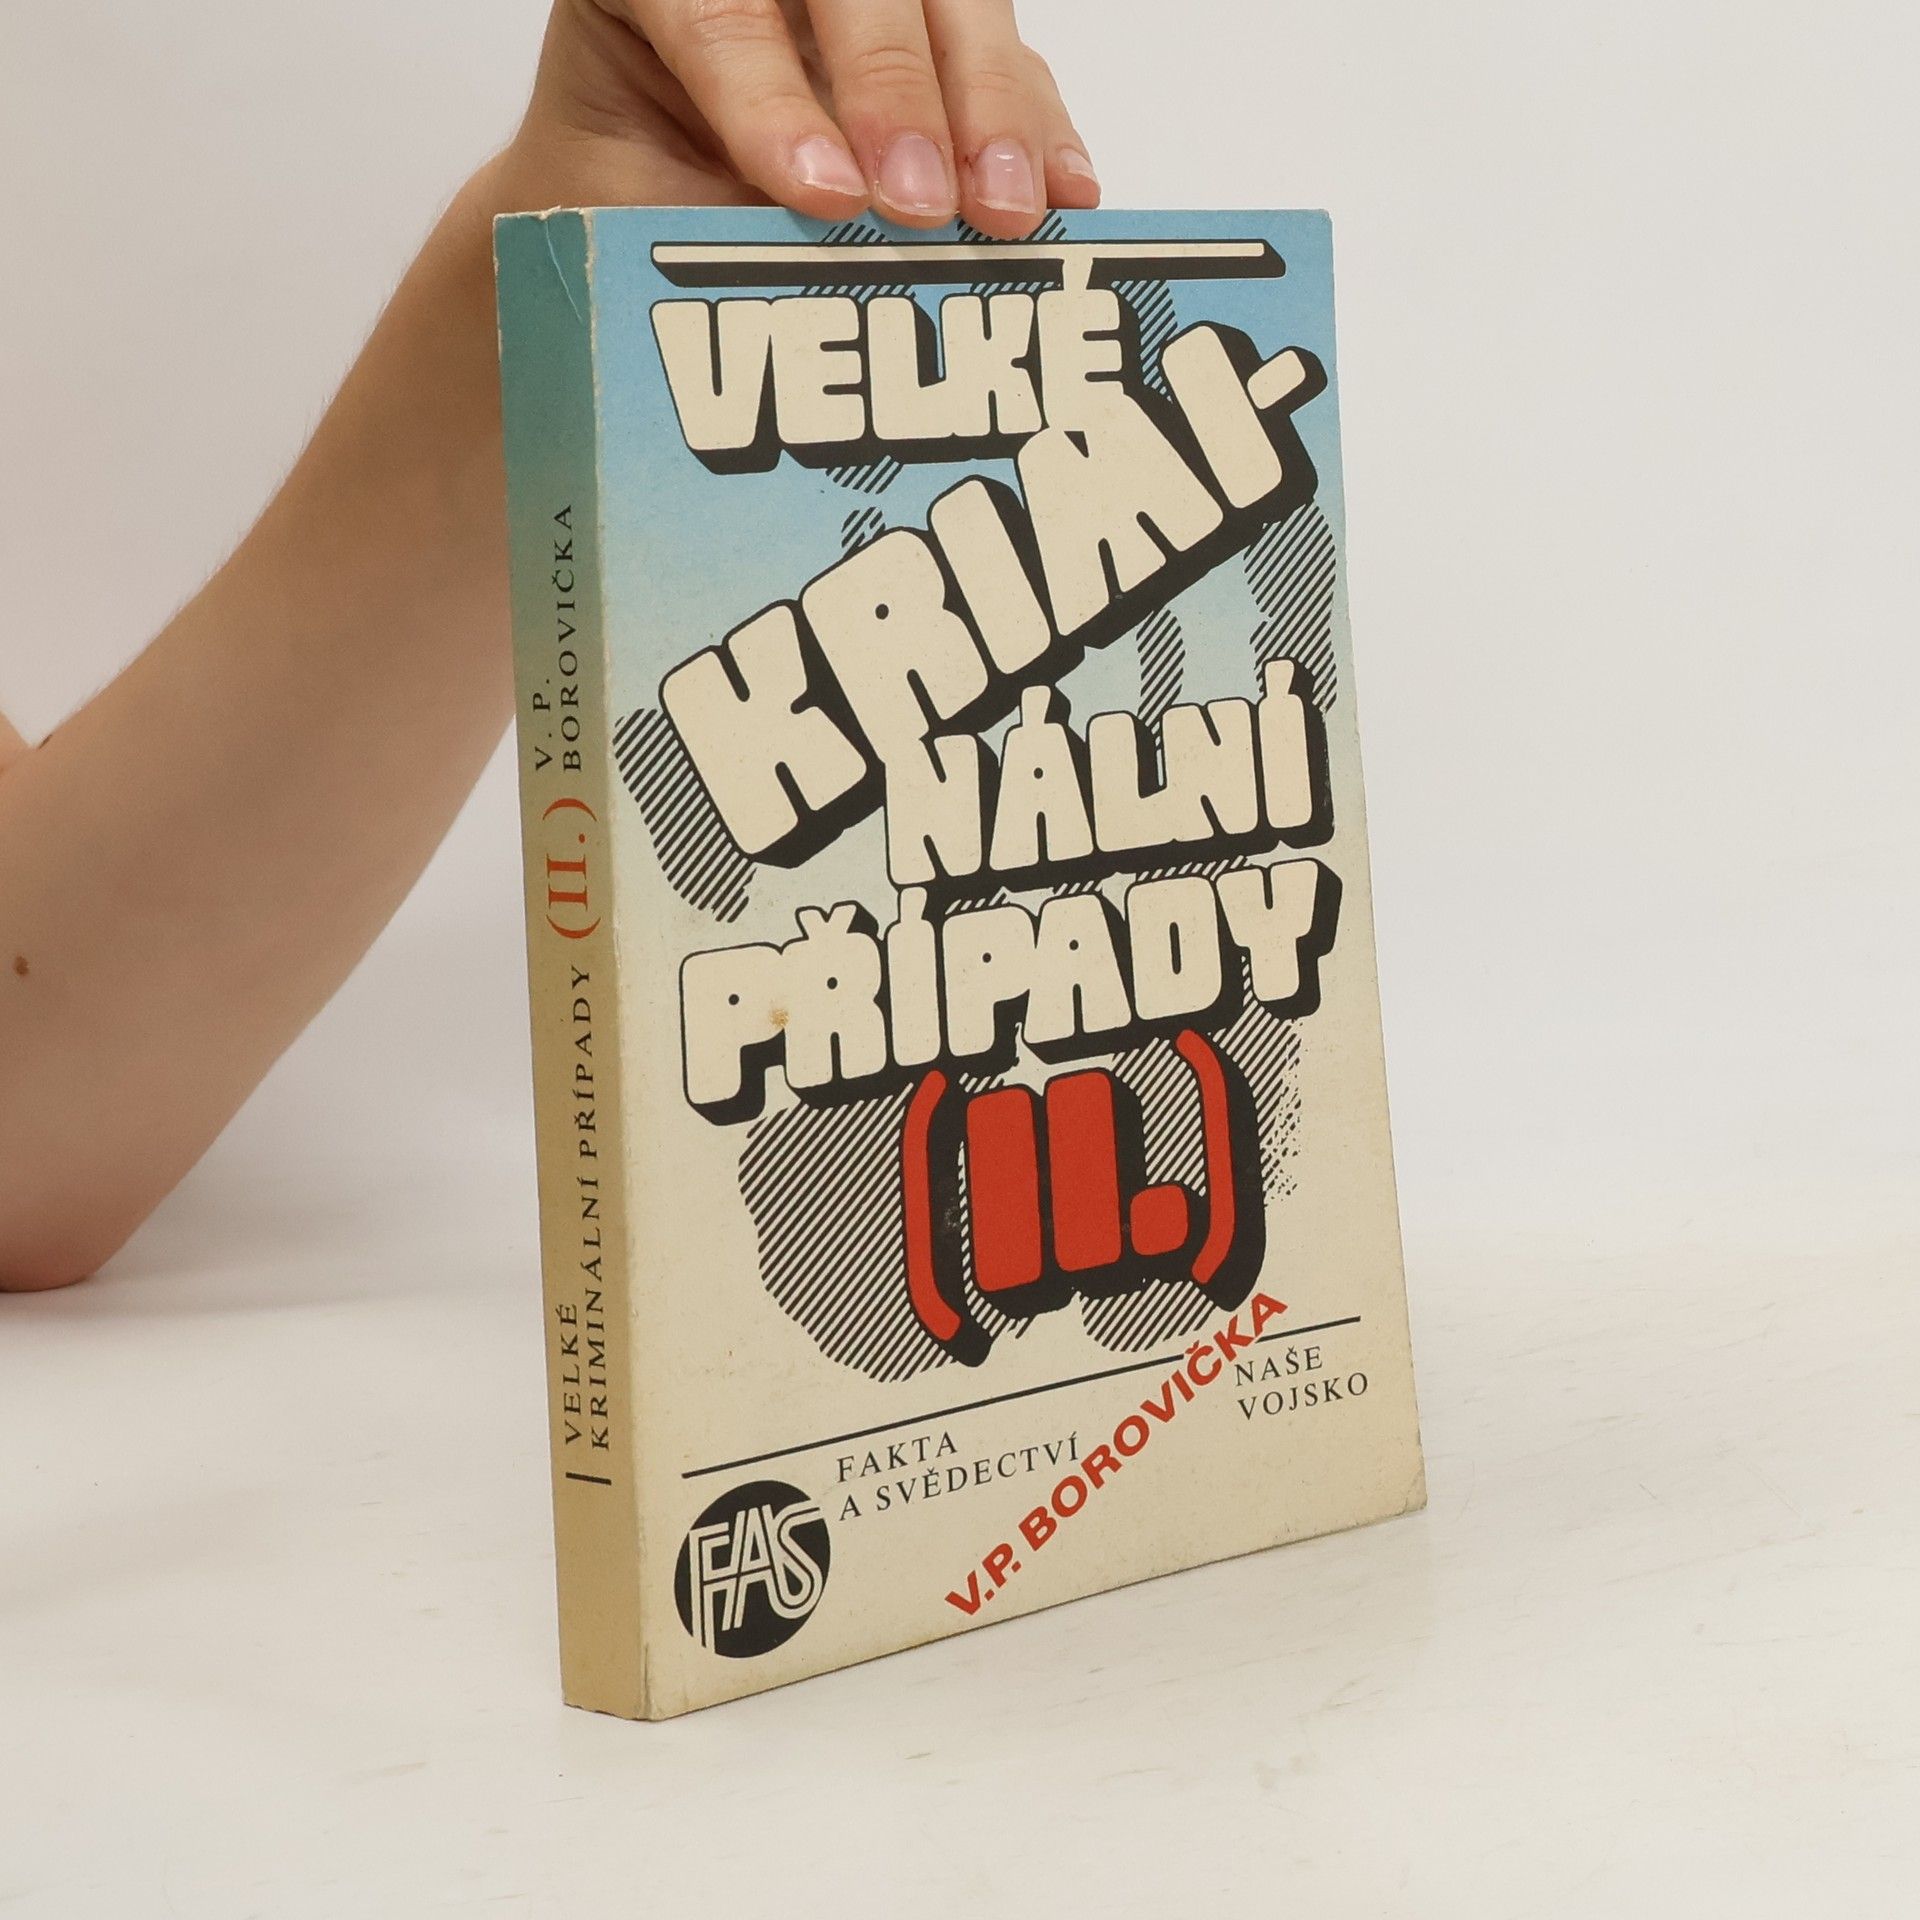 VELKÉ
KRIMI-
NÁLNÍ
PŘÍPADY
(II.)
V.P. BOROVIČKA
NAŠE
VOJSKO
FAKTA
A SVĚDECTVÍ
FAS
VELKÉ
KRIMINÁLNÍ PŘÍPADY (II.)
V. P.
BOROVIČKA